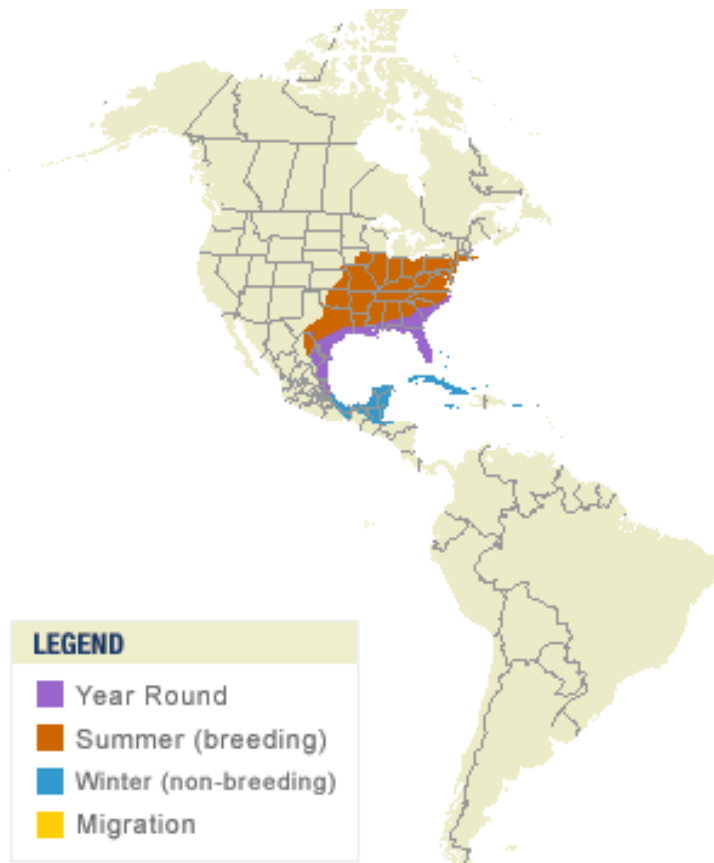 LEGEND
Year Round
Summer (breeding)
Winter (non-breeding)
Migration